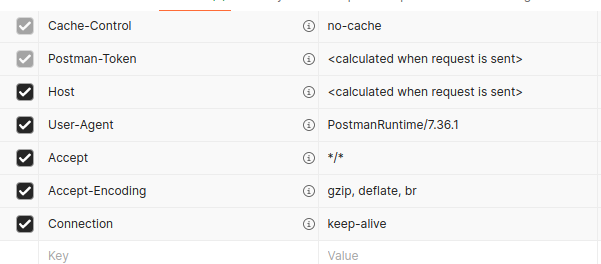 Cache-Control no-cache
Postman-Token <calculated when request is sent>
Host <calculated when request is sent>
User-Agent PostmanRuntime/7.36.1
Accept */*
Accept-Encoding gzip, deflate, br
Connection keep-alive
Key Value